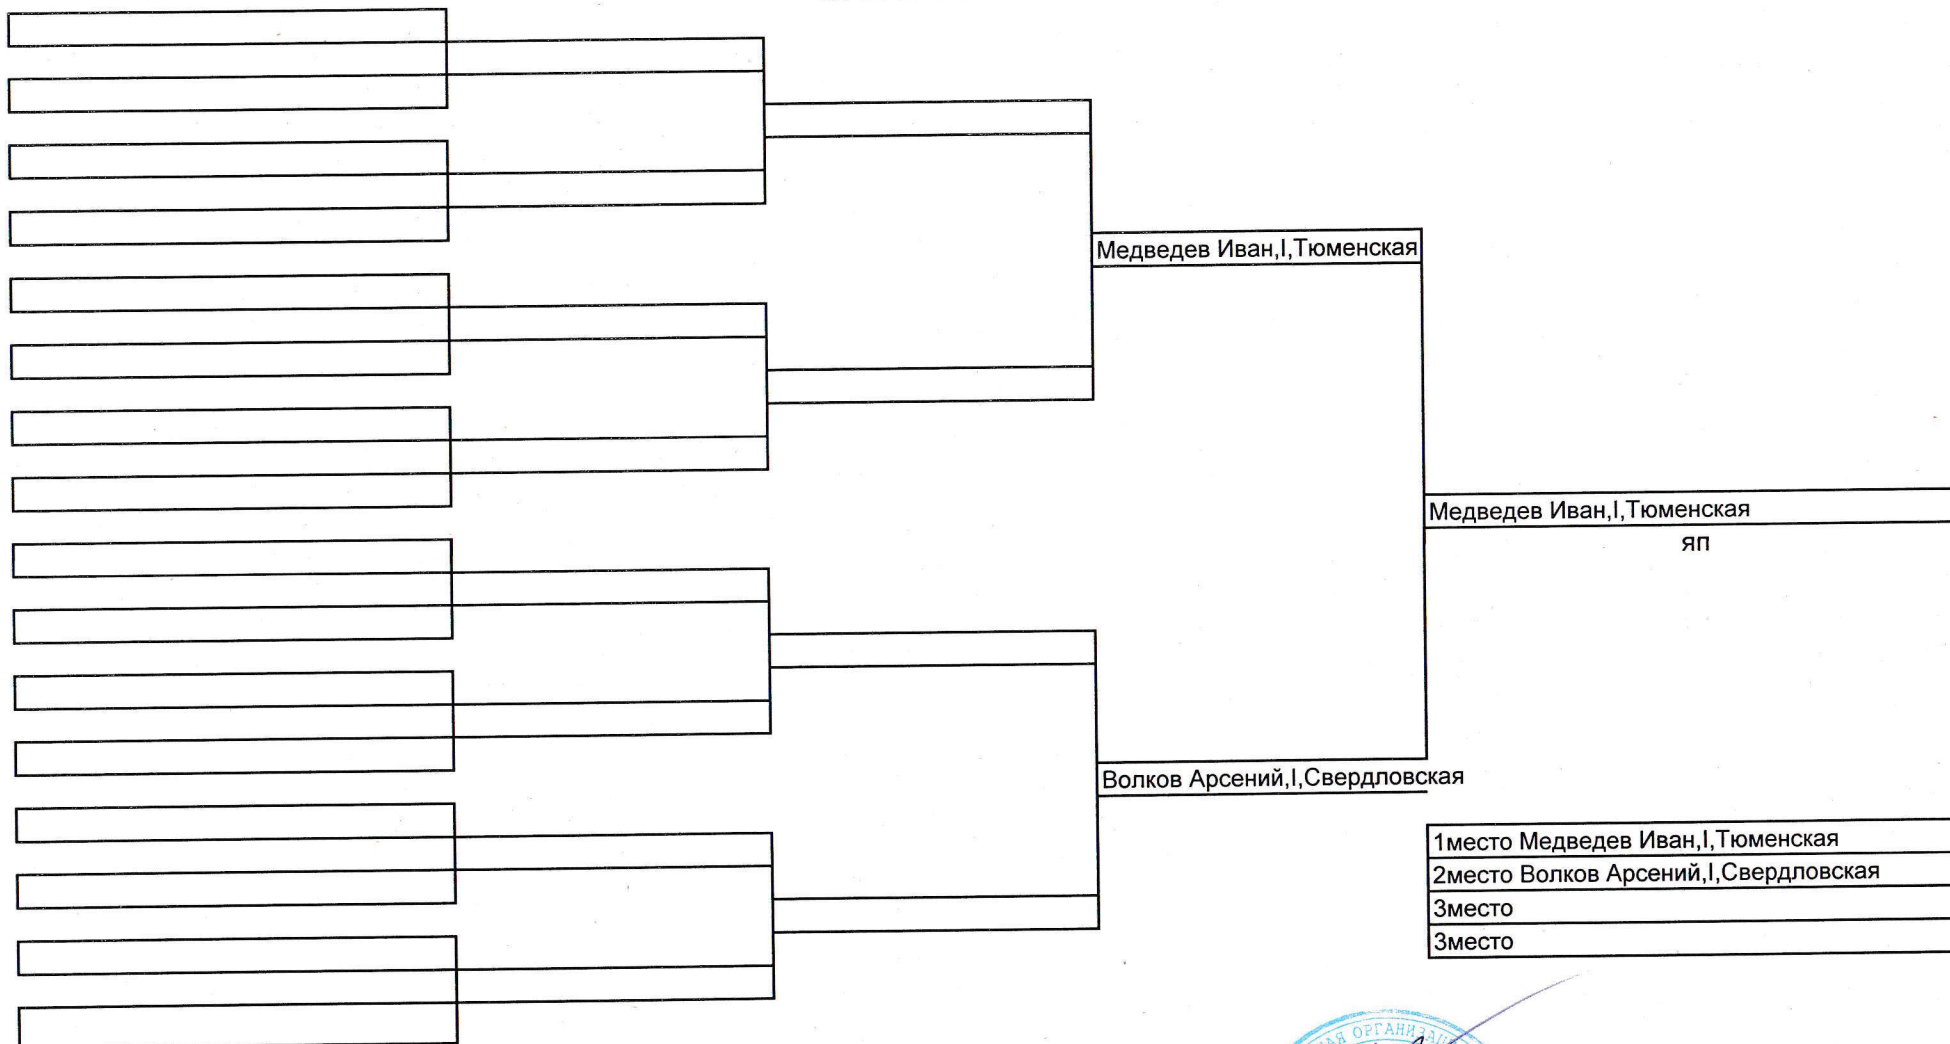 Медведев Иван,I,Тюменская
Медведев Иван,I,Тюменская
яп
Волков Арсений,I,Свердловская
1место Медведев Иван,I,Тюменская
2место Волков Арсений,I,Свердловская
3место
3место